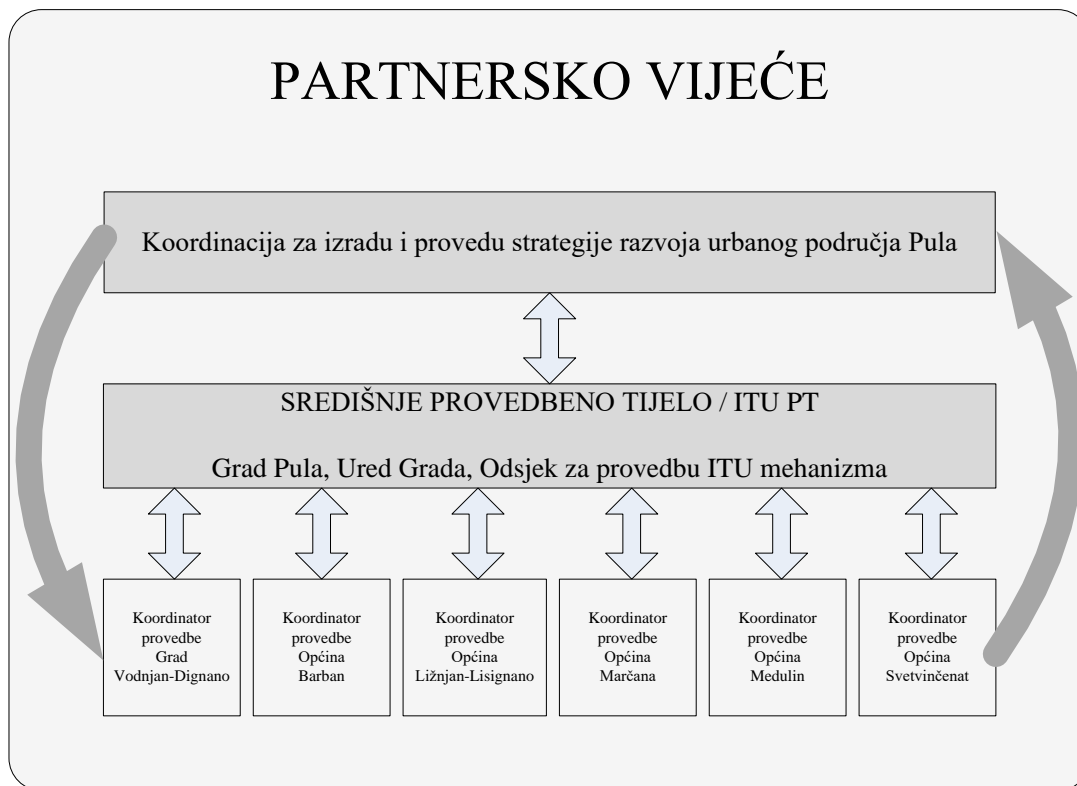 PARTNERSKO VIJEĆE
Koordinacija za izradu i provedu strategije razvoja urbanog područja Pula
SREDIŠNJE PROVEDBENO TIJELO / ITU PT
Grad Pula, Ured Grada, Odsjek za provedbu ITU mehanizma
Koordinator
provedbe
Grad
Vodnjan-Dignano
Koordinator
provedbe
Općina
Barban
Koordinator
provedbe
Općina
Ližnjan-Lisignano
Koordinator
provedbe
Općina
Marčana
Koordinator
provedbe
Općina
Medulin
Koordinator
provedbe
Općina
Svetvinčenat